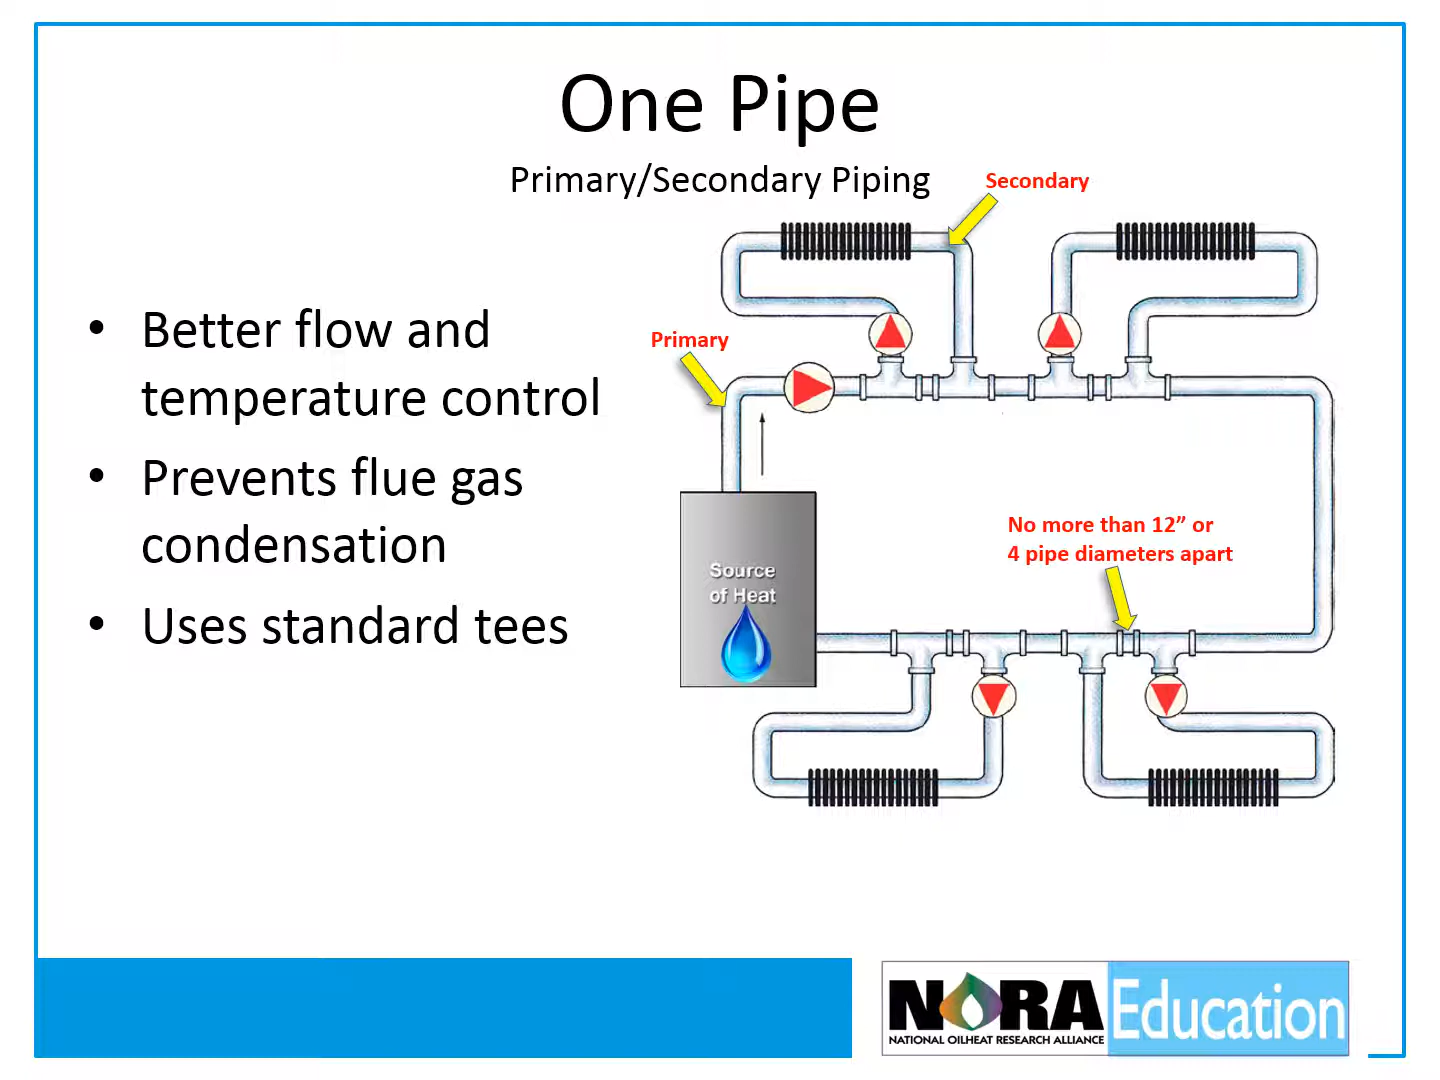 One Pipe
Primary/Secondary Piping
Secondary
Primary
• Better flow and
temperature control
• Prevents flue gas
condensation
• Uses standard tees
No more than 12” or
4 pipe diameters apart
Source
of Heat
NORA Education
NATIONAL OILHEAT RESEARCH ALLIANCE